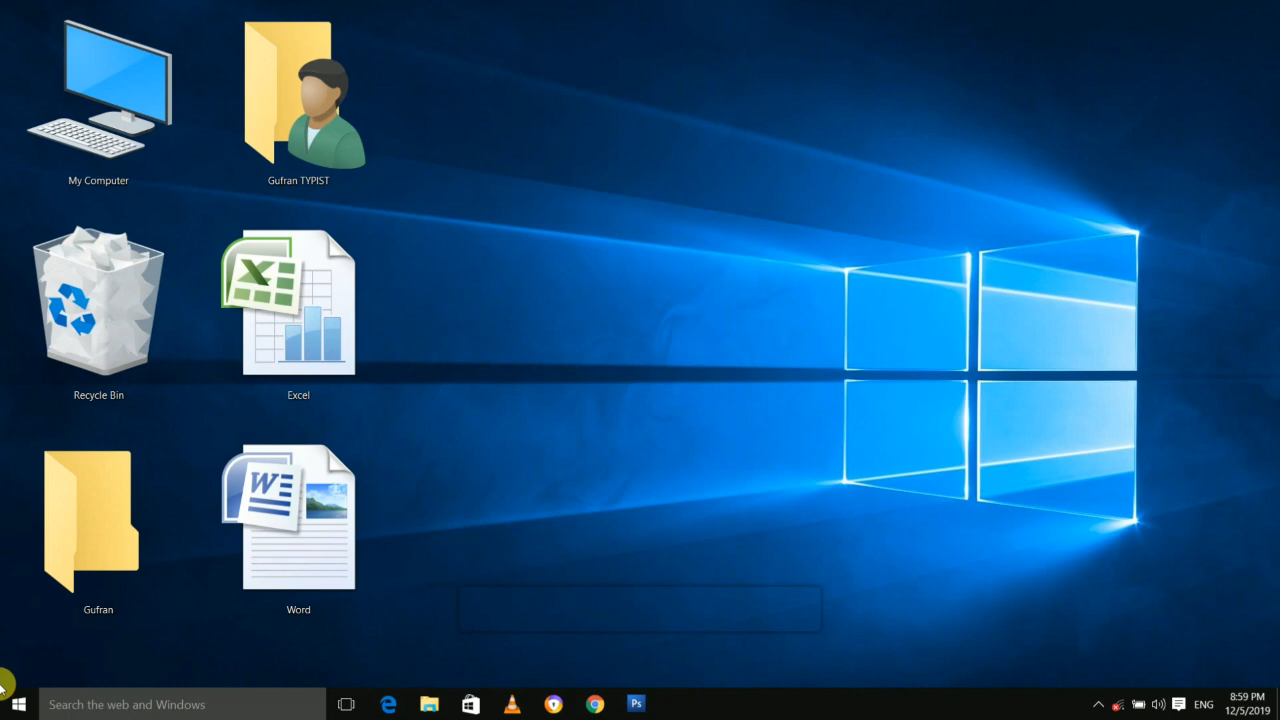 My Computer
Gufran TYPIST
Recycle Bin
Excel
Gufran
Word
Search the web and Windows
Ps
ENG
8:59 PM
12/5/2019